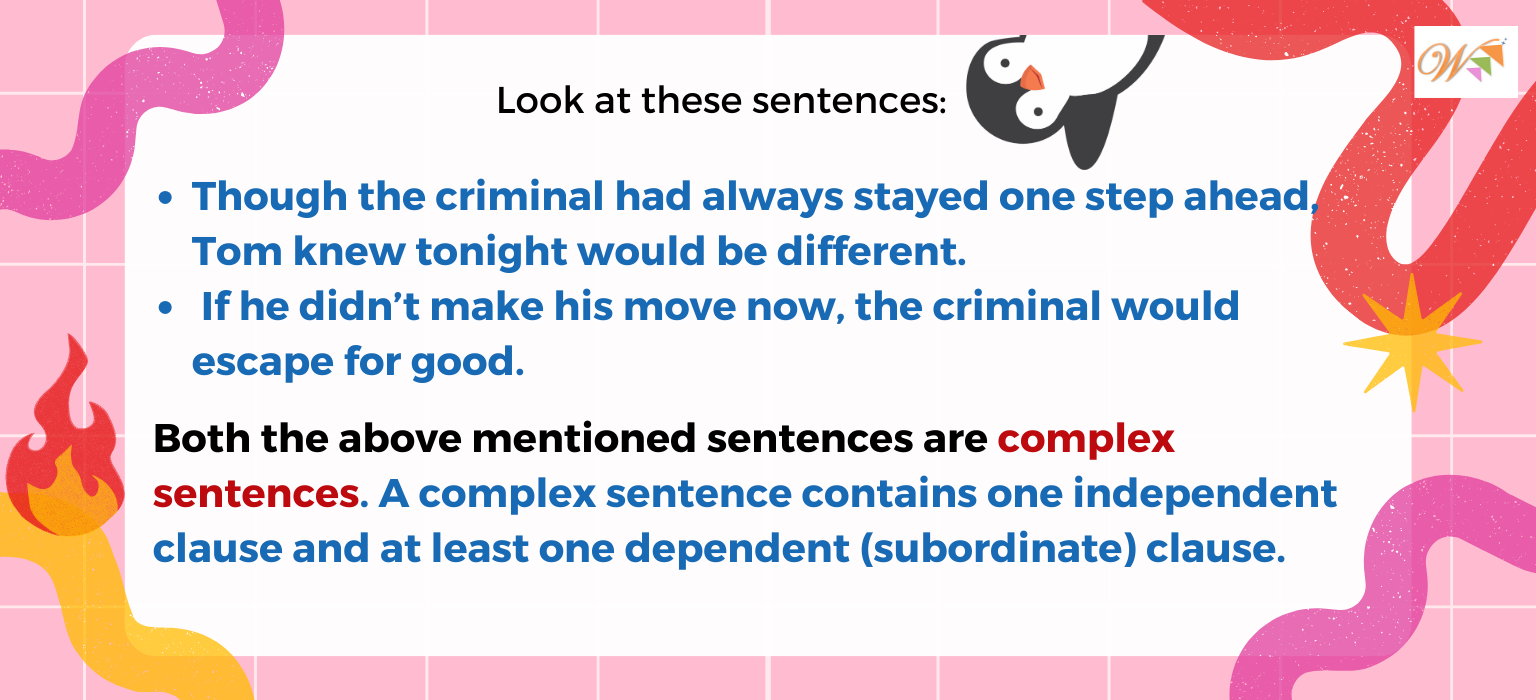 Look at these sentences:
• Though the criminal had always stayed one step ahead,
Tom knew tonight would be different.
• If he didn’t make his move now, the criminal would
escape for good.
Both the above mentioned sentences are complex
sentences. A complex sentence contains one independent
clause and at least one dependent (subordinate) clause.
W